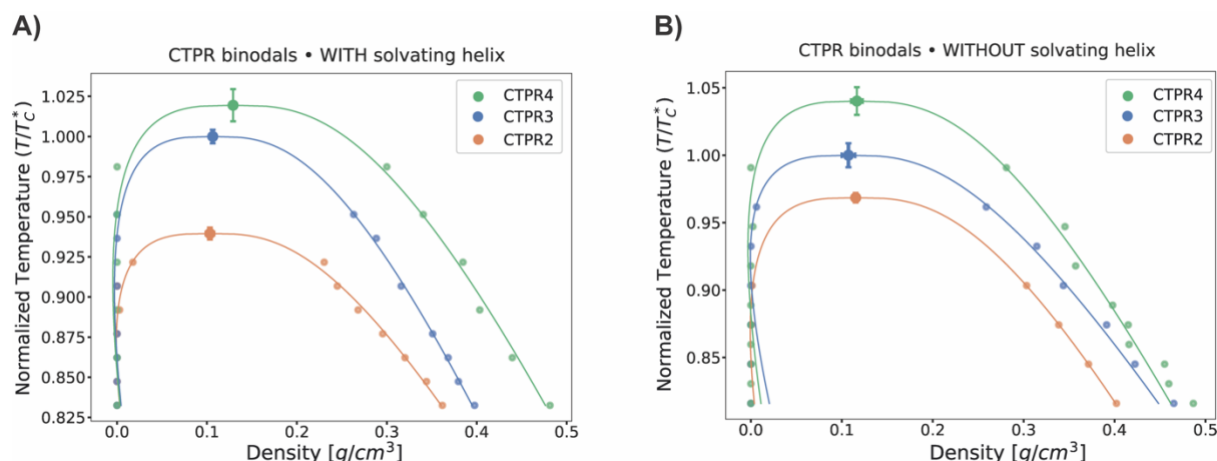 A)
CTPR binodals • WITH solvating helix
CTPR4
CTPR3
CTPR2
Normalized Temperature (T/T_C^*)
1.025
1.000
0.975
0.950
0.925
0.900
0.875
0.850
0.825
0.0 0.1 0.2 0.3 0.4 0.5
Density [g/cm³]
B)
CTPR binodals • WITHOUT solvating helix
CTPR4
CTPR3
CTPR2
Normalized Temperature (T/T_C^*)
1.05
1.00
0.95
0.90
0.85
0.0 0.1 0.2 0.3 0.4 0.5
Density [g/cm³]